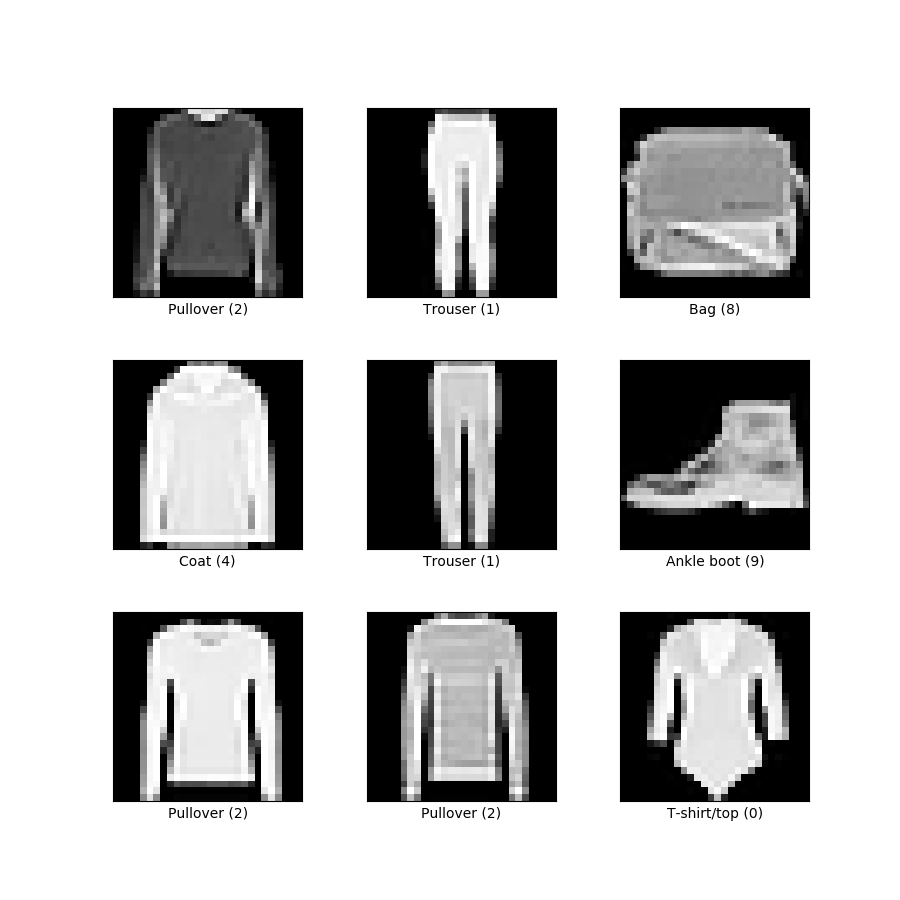 Pullover (2)
Trouser (1)
Bag (8)
Coat (4)
Trouser (1)
Ankle boot (9)
Pullover (2)
Pullover (2)
T-shirt/top (0)